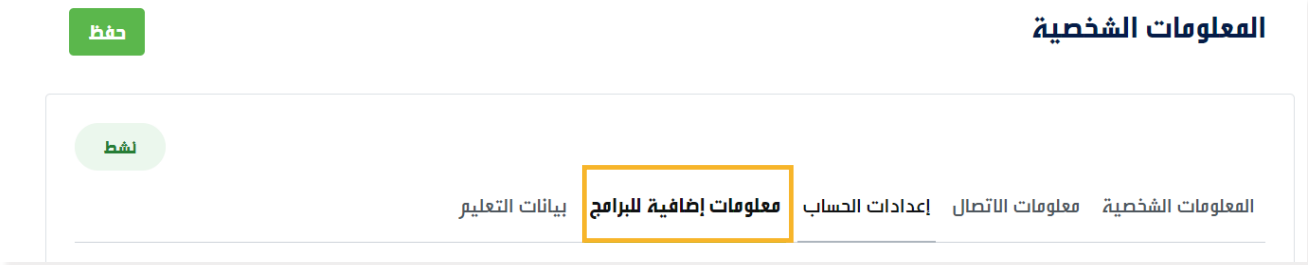 المعلومات الشخصية
حفظ
نشط
المعلومات الشخصية معلومات الاتصال إعدادات الحساب معلومات إضافية للبرامج بيانات التعليم